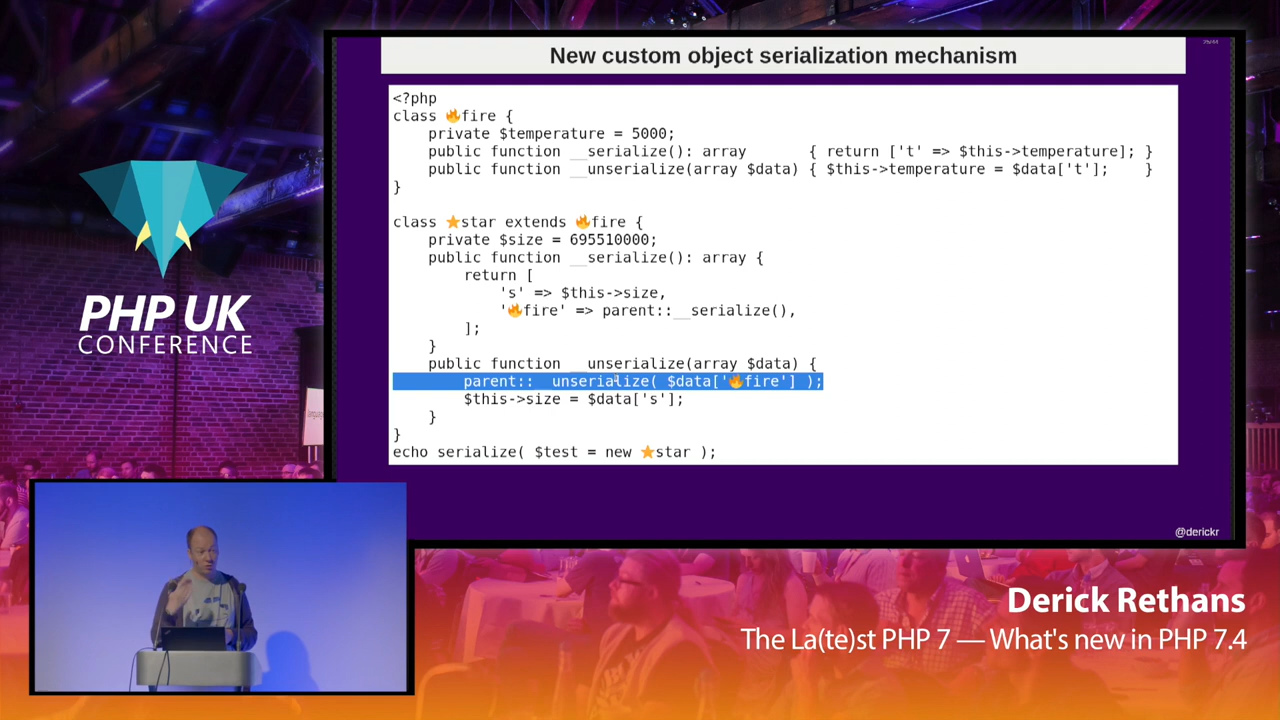 New custom object serialization mechanism
<?php
class 🔥fire {
    private $temperature = 5000;
    public function __serialize(): array       { return ['t' => $this->temperature]; }
    public function __unserialize(array $data) { $this->temperature = $data['t'];    }
}
class ⭐star extends 🔥fire {
    private $size = 695510000;
    public function __serialize(): array {
        return [
            's' => $this->size,
            '🔥fire' => parent::__serialize(),
        ];
    }
    public function __unserialize(array $data) {
        parent::__unserialize( $data['🔥fire'] );
        $this->size = $data['s'];
    }
}
echo serialize( $test = new ⭐star );
@derickr
PHP UK
CONFERENCE
Derick Rethans
The La(te)st PHP 7 — What's new in PHP 7.4